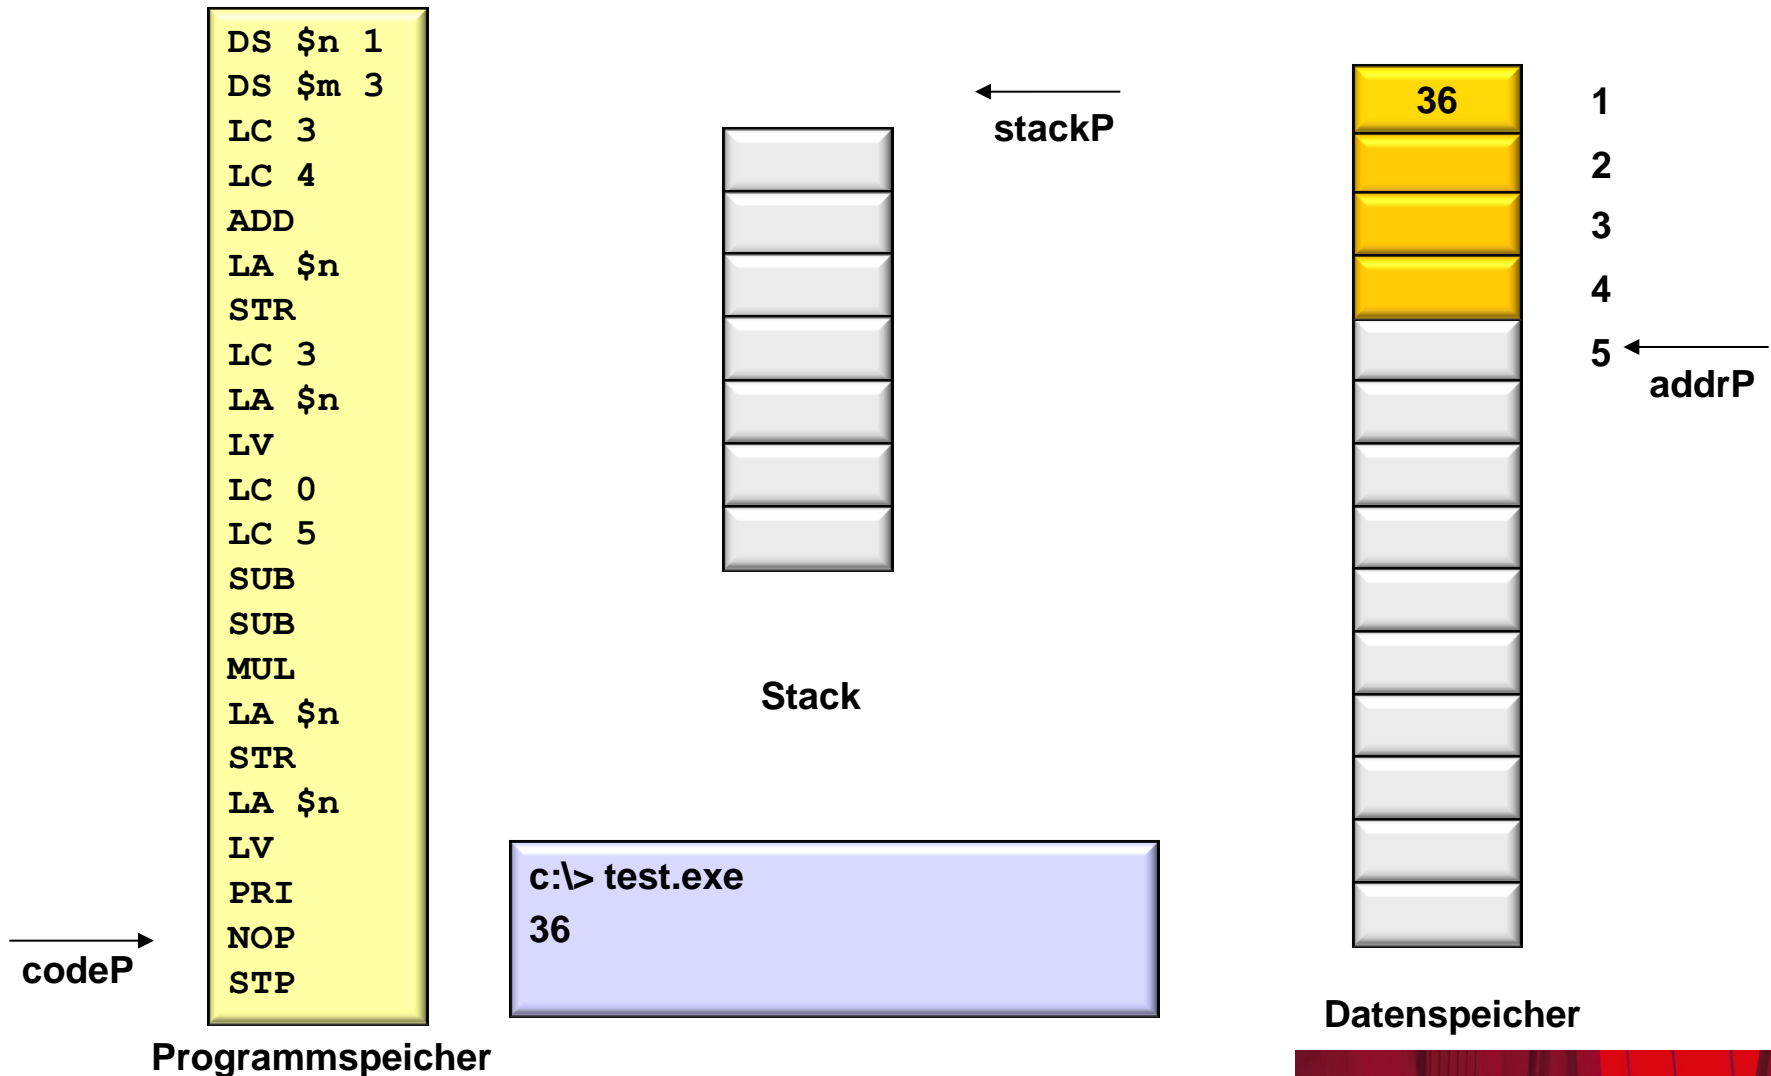 DS $n 1
DS $m 3
LC 3
LC 4
ADD
LA $n
STR
LC 3
LA $n
LV
LC 0
LC 5
SUB
SUB
MUL
LA $n
STR
LA $n
LV
PRI
NOP
STP
codeP
Programmspeicher
stackP
Stack
c:\> test.exe
36
36
1
2
3
4
5
addrP
Datenspeicher